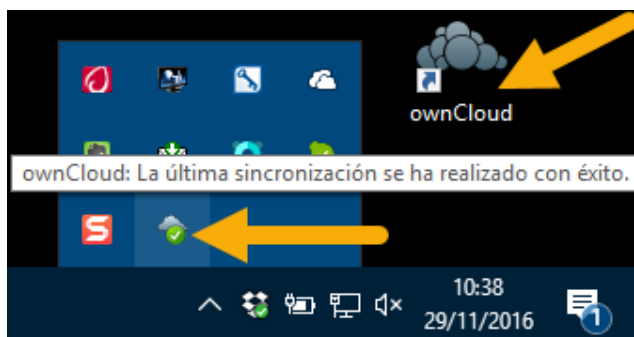 ownCloud
ownCloud: La última sincronización se ha realizado con éxito.
S
10:38
29/11/2016
1